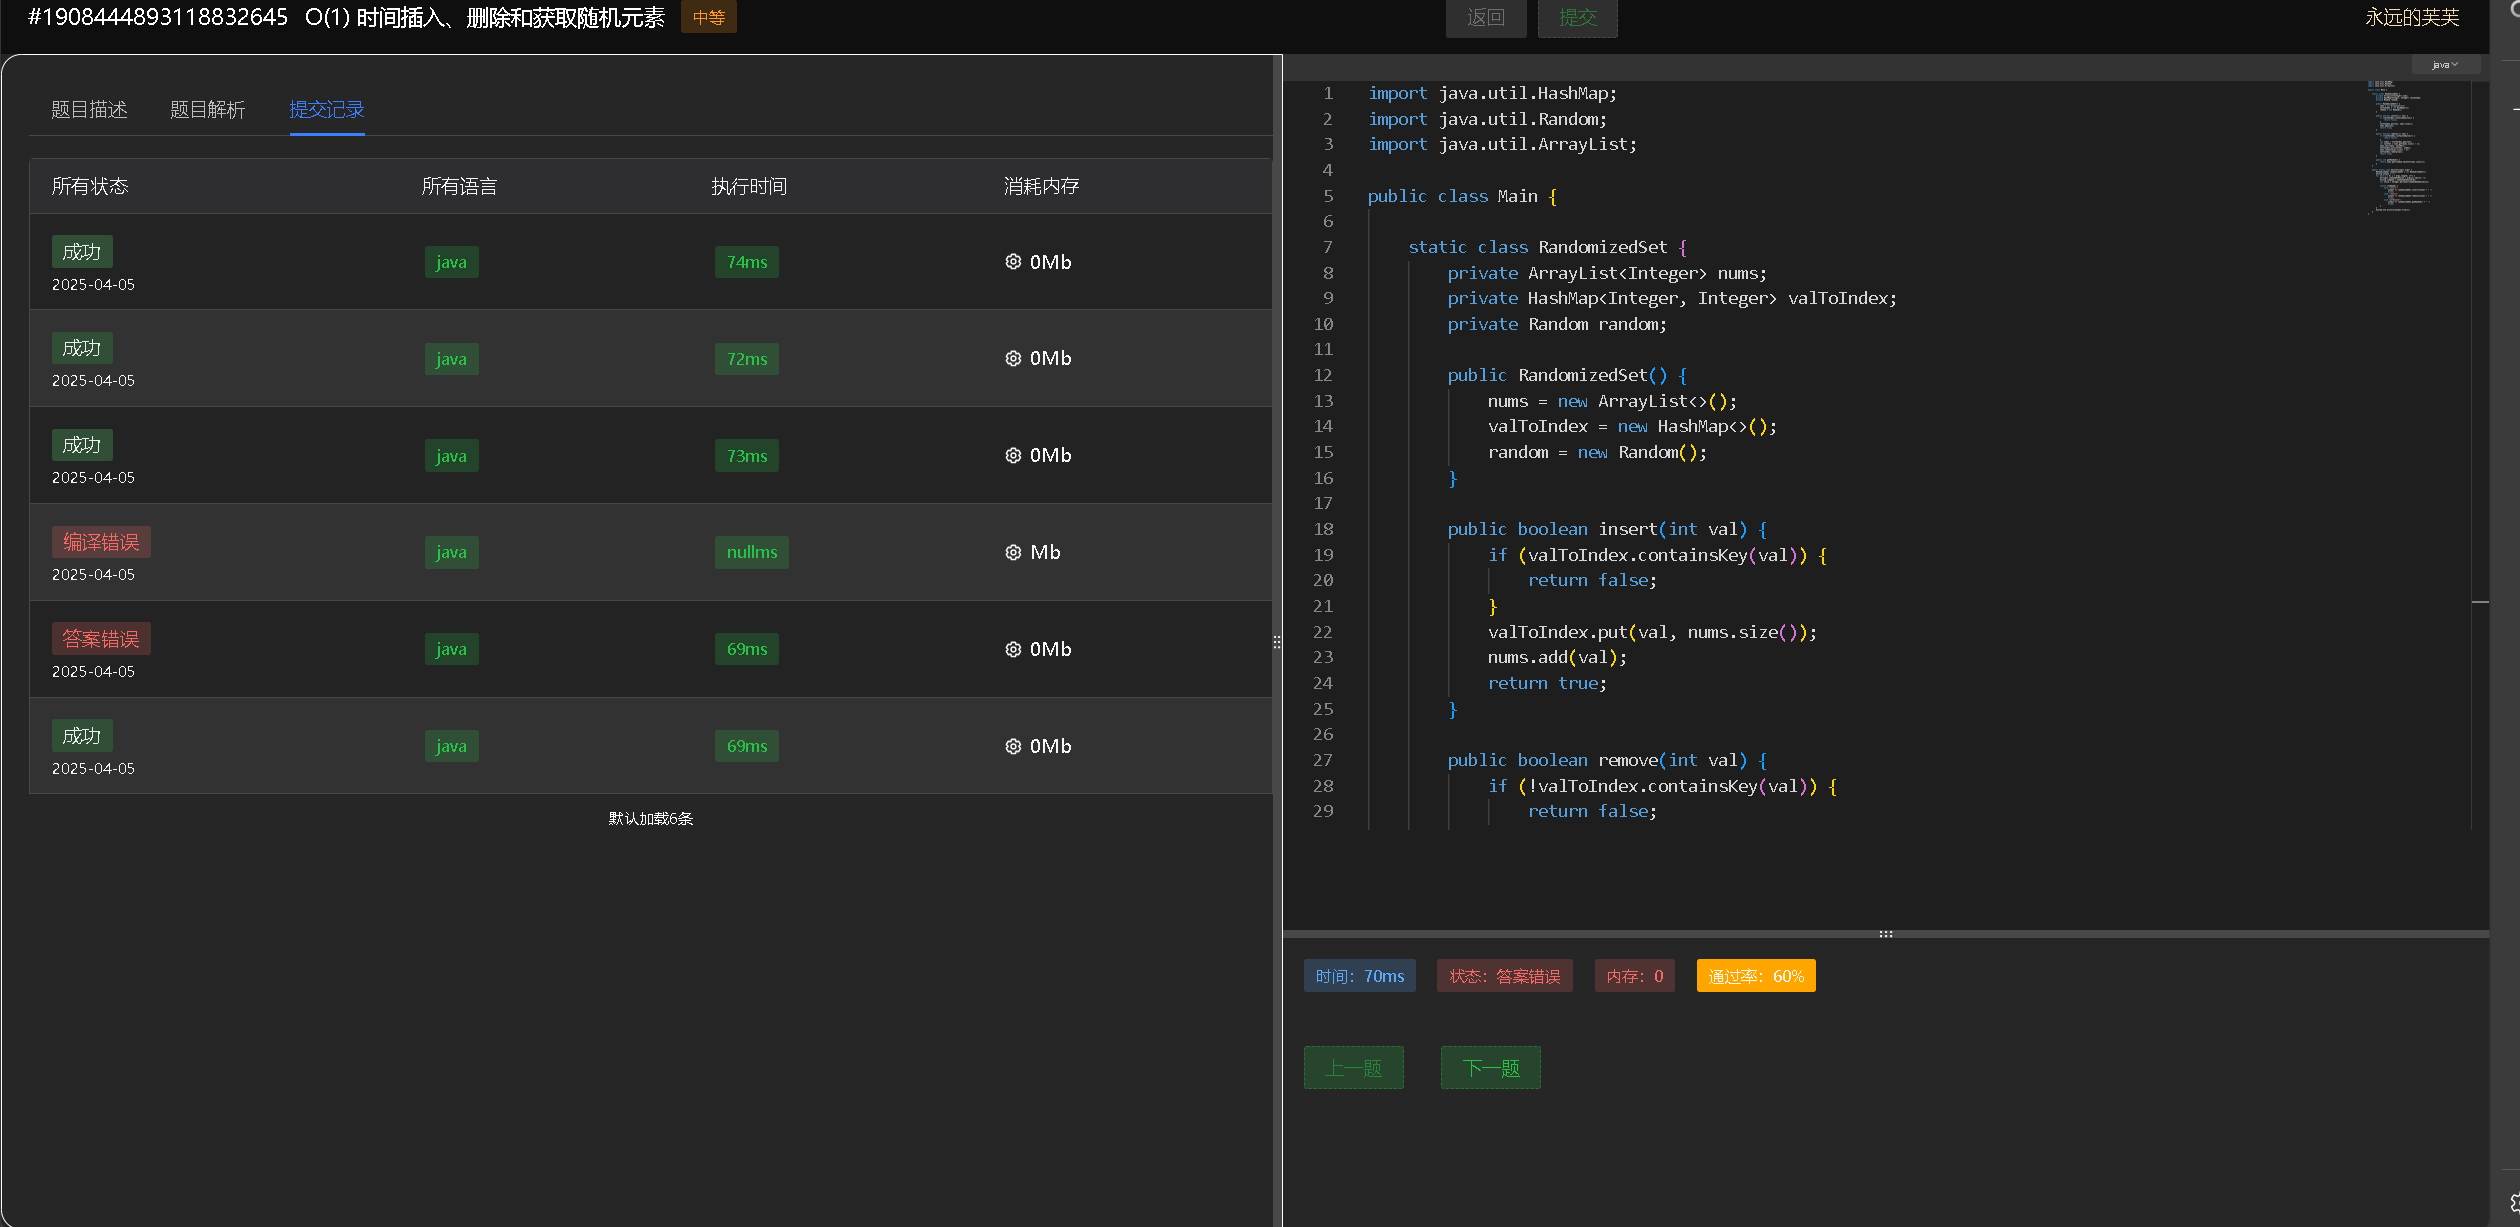 #1908444893118832645 O(1) 时间插入、删除和获取随机元素 中等 返回 提交 永远的芙芙
题目描述 题目解析 提交记录
所有状态 所有语言 执行时间 消耗内存
成功
2025-04-05
java 74ms 0Mb
成功
2025-04-05
java 72ms 0Mb
成功
2025-04-05
java 73ms 0Mb
编译错误
2025-04-05
java nullms Mb
答案错误
2025-04-05
java 69ms 0Mb
成功
2025-04-05
java 69ms 0Mb
默认加载6条
java
1 import java.util.HashMap;
2 import java.util.Random;
3 import java.util.ArrayList;
4
5 public class Main {
6
7 static class RandomizedSet {
8 private ArrayList<Integer> nums;
9 private HashMap<Integer, Integer> valToIndex;
10 private Random random;
11
12 public RandomizedSet() {
13 nums = new ArrayList<>();
14 valToIndex = new HashMap<>();
15 random = new Random();
16 }
17
18 public boolean insert(int val) {
19 if (valToIndex.containsKey(val)) {
20 return false;
21 }
22 valToIndex.put(val, nums.size());
23 nums.add(val);
24 return true;
25 }
26
27 public boolean remove(int val) {
28 if (!valToIndex.containsKey(val)) {
29 return false;
时间：70ms 状态：答案错误 内存：0 通过率：60%
上一题 下一题